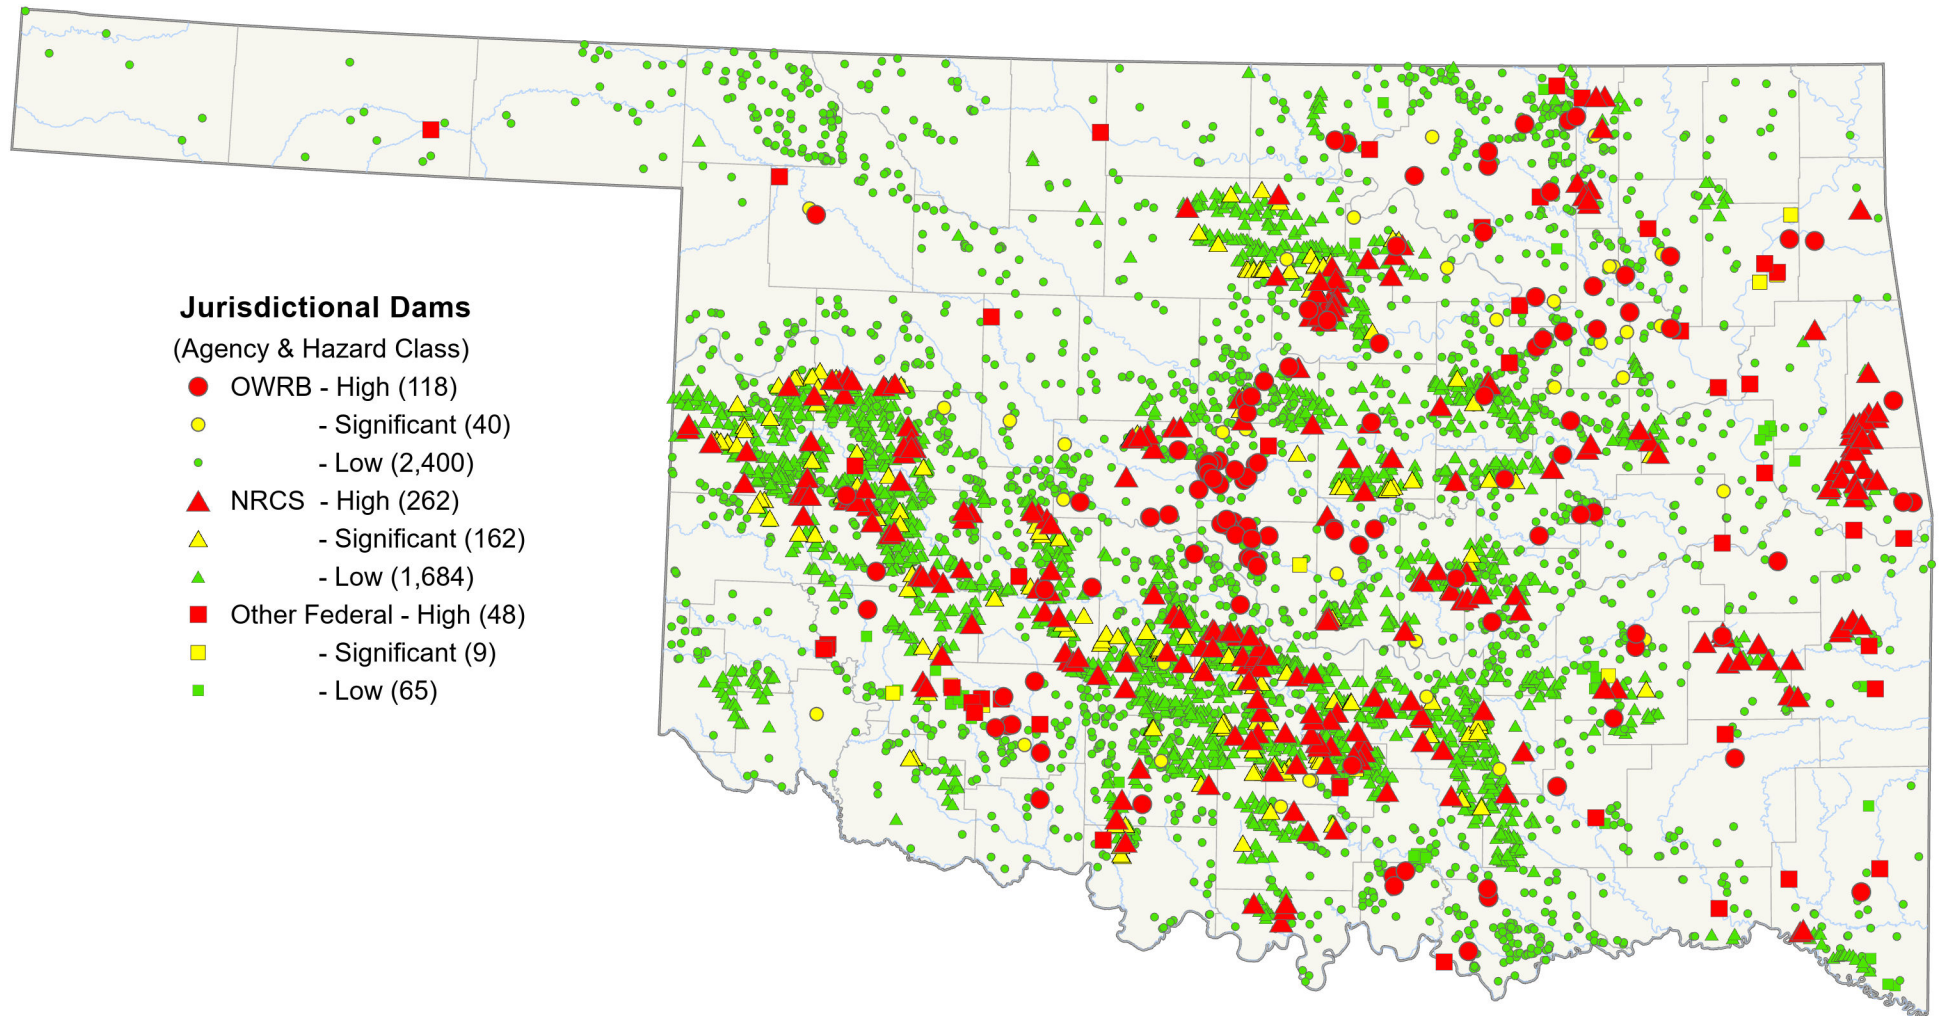 Jurisdictional Dams
(Agency & Hazard Class)
OWRB - High (118)
- Significant (40)
- Low (2,400)
NRCS - High (262)
- Significant (162)
- Low (1,684)
Other Federal - High (48)
- Significant (9)
- Low (65)